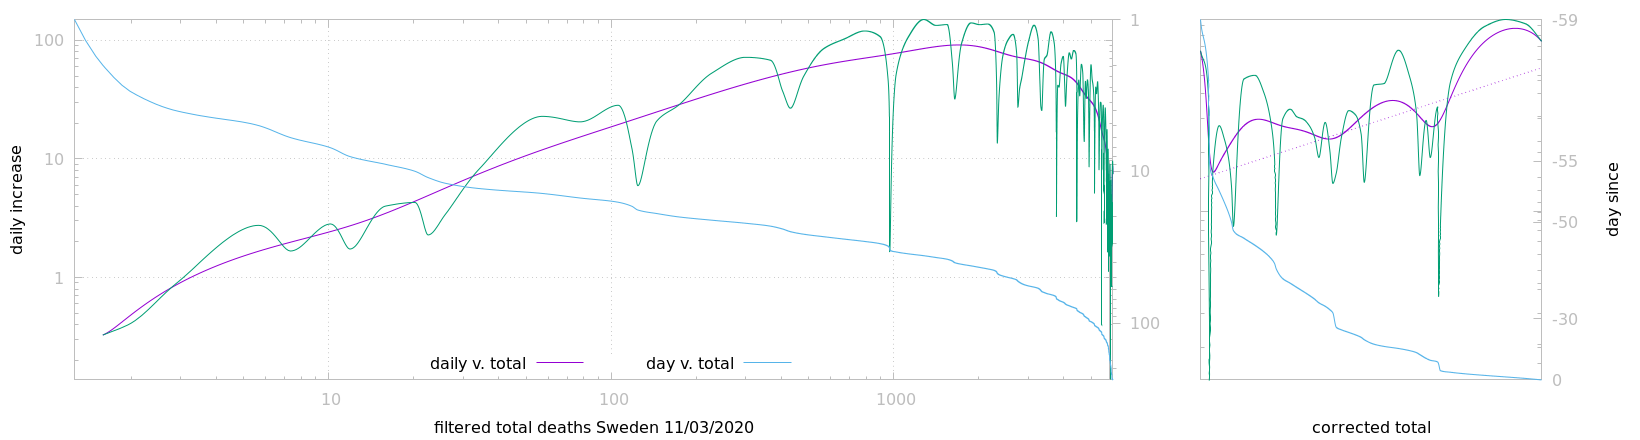 100
10
1
daily increase
10
100
1000
1
10
100
daily v. total
day v. total
filtered total deaths Sweden 11/03/2020
-59
-55
-50
-30
0
day since
corrected total